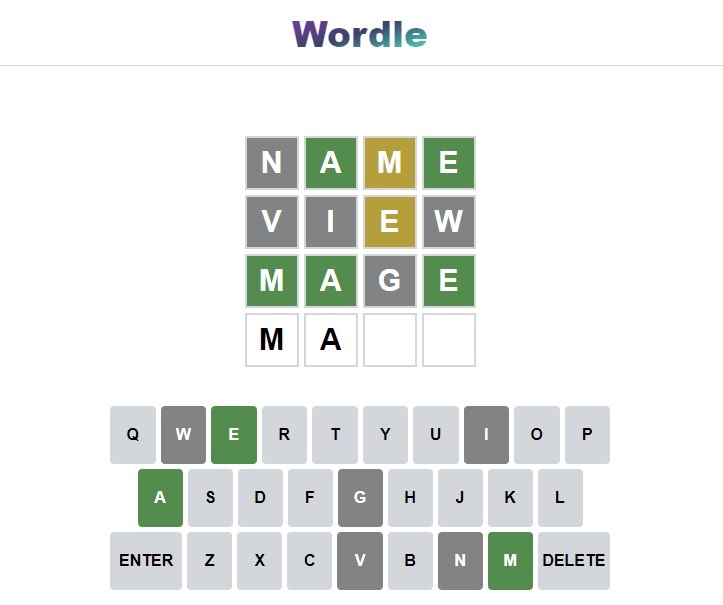 Wordle
N A M E
V I E W
M A G E
M A
Q W E R T Y U I O P
A S D F G H J K L
ENTER Z X C V B N M DELETE